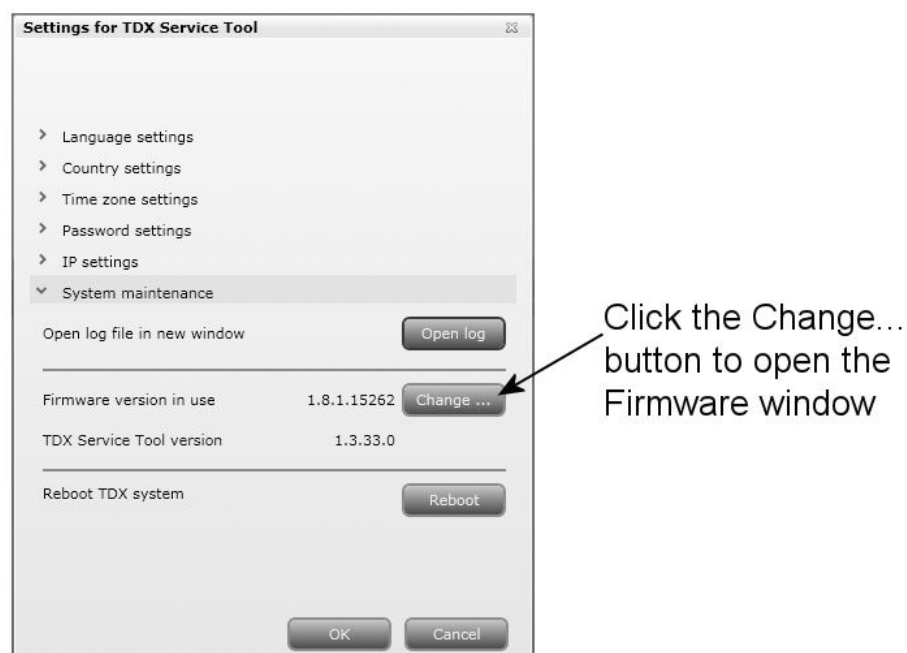 Settings for TDX Service Tool
Language settings
Country settings
Time zone settings
Password settings
IP settings
System maintenance
Open log file in new window Open log
Firmware version in use 1.8.1.15262 Change ...
TDX Service Tool version 1.3.33.0
Reboot TDX system Reboot
OK Cancel
Click the Change...
button to open the
Firmware window